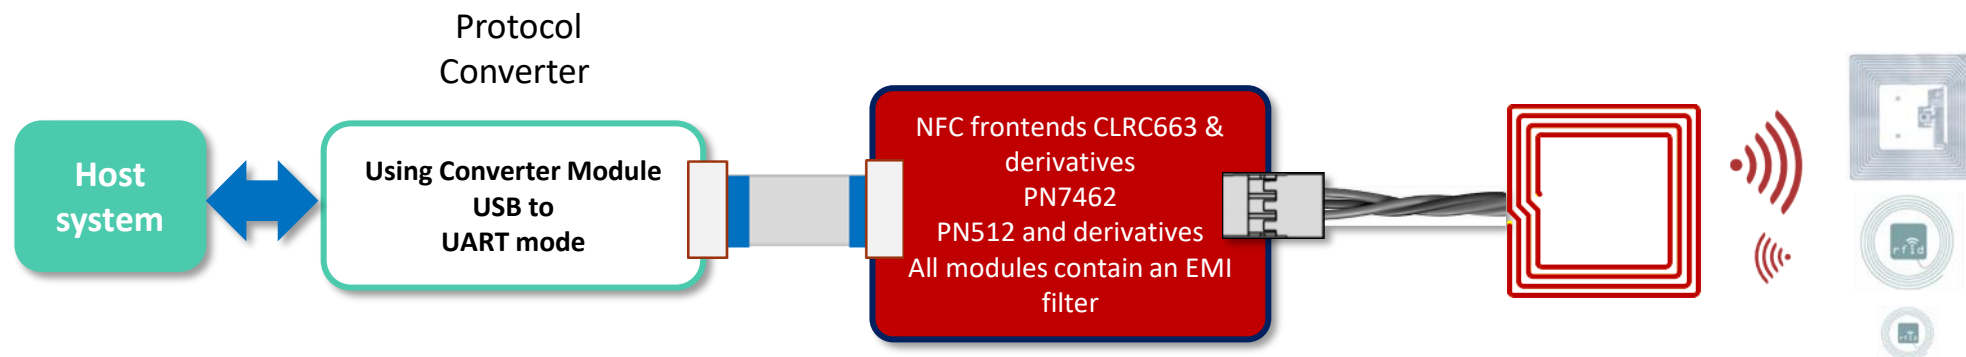 Protocol
Converter
Host
system
Using Converter Module
USB to
UART mode
NFC frontends CLRC663 &
derivatives
PN7462
PN512 and derivatives
All modules contain an EMI
filter
rfid